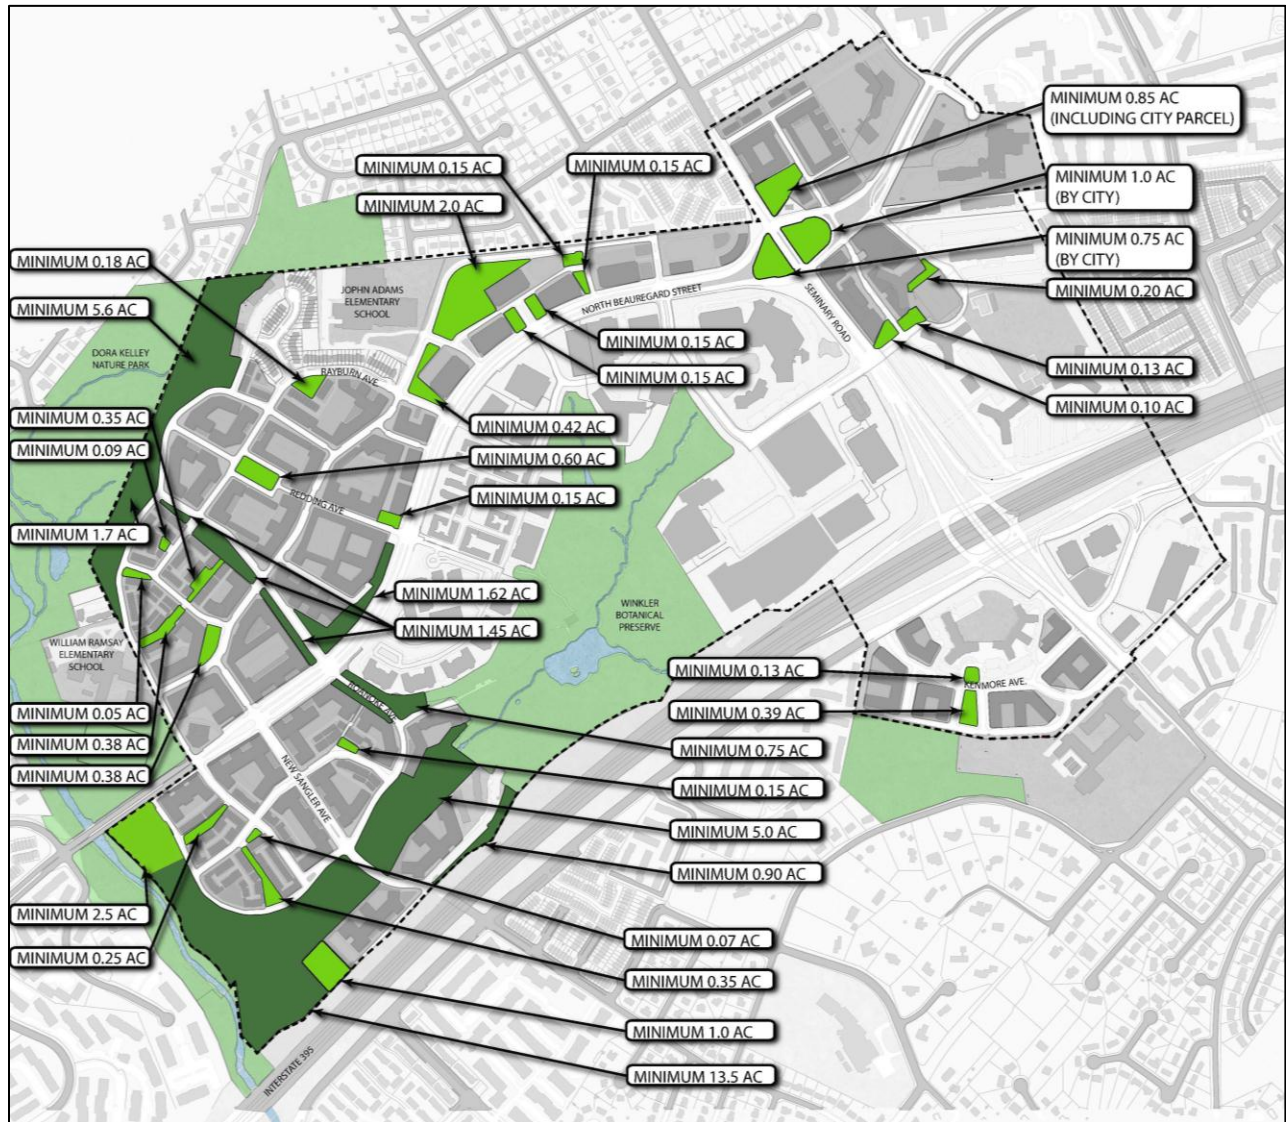 MINIMUM 0.85 AC
(INCLUDING CITY PARCEL)
MINIMUM 0.15 AC
MINIMUM 0.15 AC
MINIMUM 1.0 AC
(BY CITY)
MINIMUM 2.0 AC
MINIMUM 0.75 AC
(BY CITY)
MINIMUM 0.18 AC
MINIMUM 0.20 AC
JOPHN ADAMS
ELEMENTARY
SCHOOL
NORTH BEAUREGARD STREET
SEMINARY ROAD
MINIMUM 5.6 AC
MINIMUM 0.15 AC
DORA KELLEY
NATURE PARK
RAYBURN AVE.
MINIMUM 0.13 AC
MINIMUM 0.15 AC
MINIMUM 0.10 AC
MINIMUM 0.35 AC
MINIMUM 0.42 AC
MINIMUM 0.09 AC
MINIMUM 0.60 AC
REDDING AVE
MINIMUM 0.15 AC
MINIMUM 1.7 AC
MINIMUM 1.62 AC
WINKLER
BOTANICAL
PRESERVE
MINIMUM 1.45 AC
WILLIAM RAMSAY
ELEMENTARY
SCHOOL
MINIMUM 0.13 AC
KENMORE AVE.
ROANOKE AVE
MINIMUM 0.05 AC
MINIMUM 0.39 AC
MINIMUM 0.38 AC
MINIMUM 0.75 AC
MINIMUM 0.38 AC
NEW SANGLER AVE
MINIMUM 0.15 AC
MINIMUM 5.0 AC
MINIMUM 0.90 AC
MINIMUM 2.5 AC
MINIMUM 0.25 AC
MINIMUM 0.07 AC
MINIMUM 0.35 AC
MINIMUM 1.0 AC
INTERSTATE 395
MINIMUM 13.5 AC